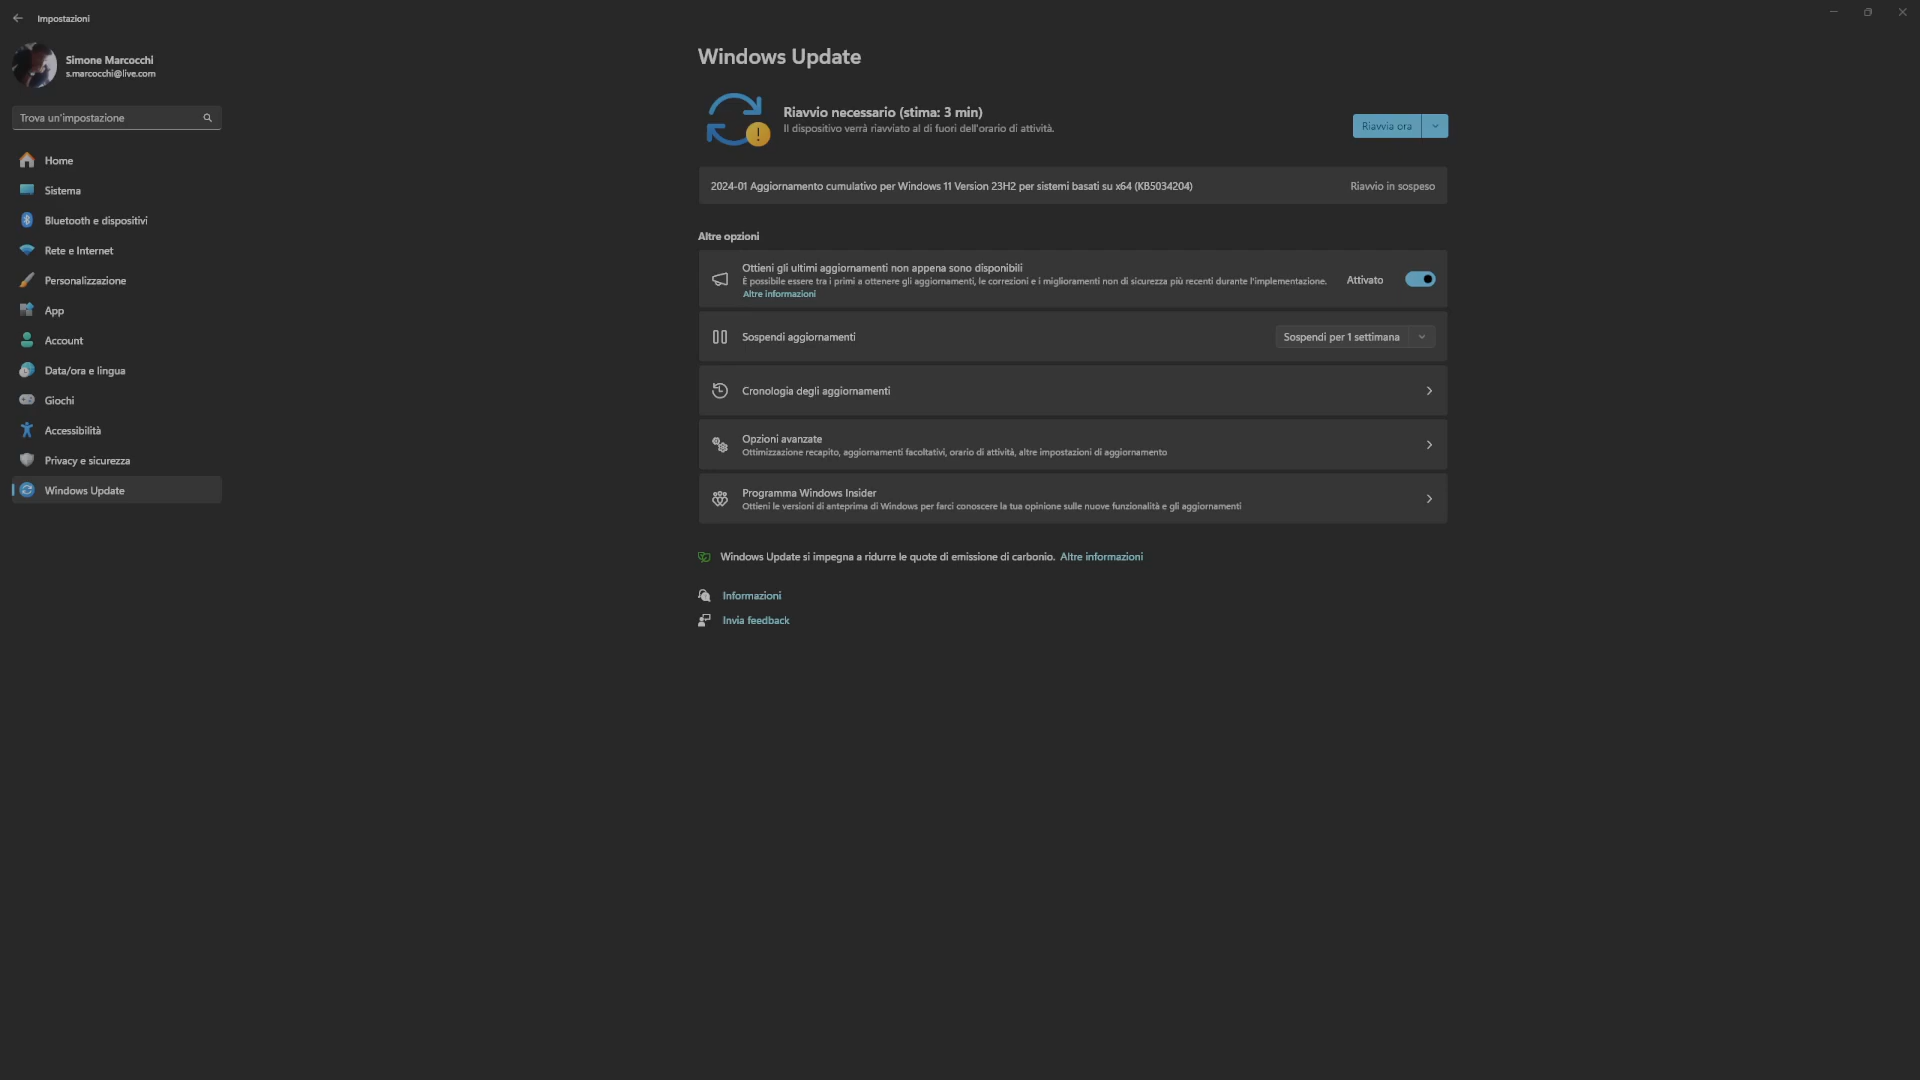 Impostazioni
Simone Marcocchi
s.marcocchi@live.com
Trova un'impostazione
Home
Sistema
Bluetooth e dispositivi
Rete e Internet
Personalizzazione
App
Account
Data/ora e lingua
Giochi
Accessibilità
Privacy e sicurezza
Windows Update
Windows Update
Riavvio necessario (stima: 3 min)
Il dispositivo verrà riavviato al di fuori dell'orario di attività.
Riavvia ora
2024-01 Aggiornamento cumulativo per Windows 11 Version 23H2 per sistemi basati su x64 (KB5034204)
Riavvio in sospeso
Altre opzioni
Ottieni gli ultimi aggiornamenti non appena sono disponibili
È possibile essere tra i primi a ottenere gli aggiornamenti, le correzioni e i miglioramenti non di sicurezza più recenti durante l'implementazione.
Altre informazioni
Attivato
Sospendi aggiornamenti
Sospendi per 1 settimana
Cronologia degli aggiornamenti
Opzioni avanzate
Ottimizzazione recapito, aggiornamenti facoltativi, orario di attività, altre impostazioni di aggiornamento
Programma Windows Insider
Ottieni le versioni di anteprima di Windows per farci conoscere la tua opinione sulle nuove funzionalità e gli aggiornamenti
Windows Update si impegna a ridurre le quote di emissione di carbonio. Altre informazioni
Informazioni
Invia feedback